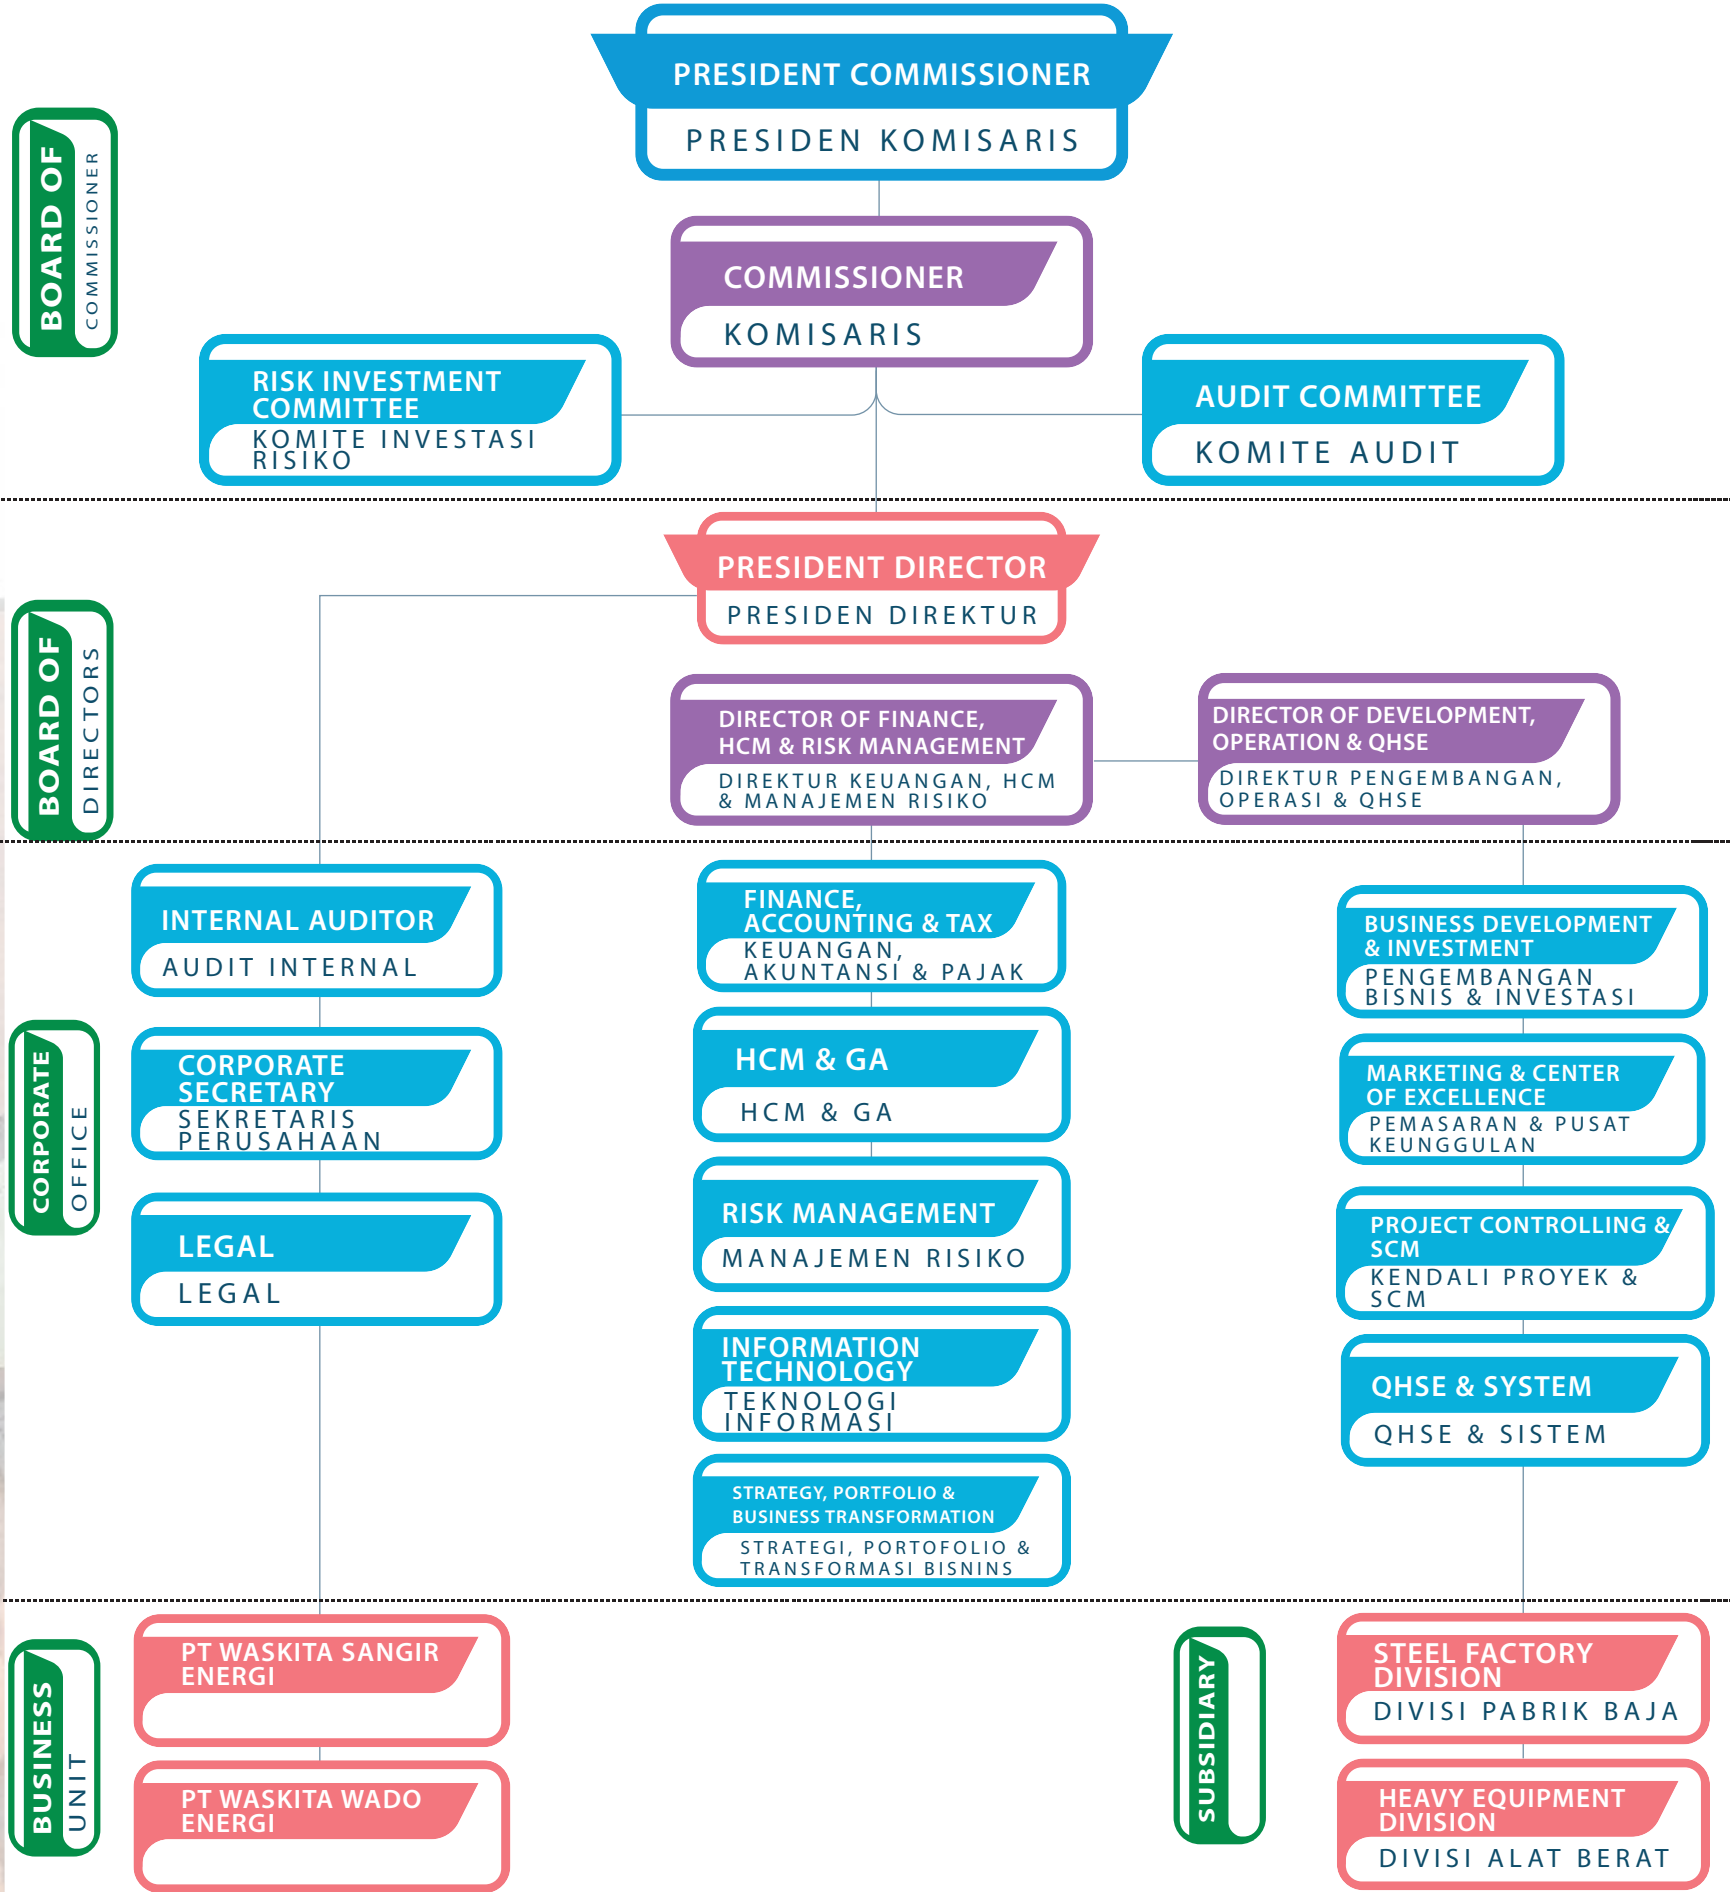 PRESIDENT COMMISSIONER
PRESIDEN KOMISARIS
BOARD OF
COMMISSIONER
COMMISSIONER
KOMISARIS
RISK INVESTMENT
COMMITTEE
KOMITE INVESTASI
RISIKO
AUDIT COMMITTEE
KOMITE AUDIT
PRESIDENT DIRECTOR
PRESIDEN DIREKTUR
BOARD OF
DIRECTORS
DIRECTOR OF FINANCE,
HCM & RISK MANAGEMENT
DIREKTUR KEUANGAN, HCM
& MANAJEMEN RISIKO
DIRECTOR OF DEVELOPMENT,
OPERATION & QHSE
DIREKTUR PENGEMBANGAN,
OPERASI & QHSE
CORPORATE
OFFICE
INTERNAL AUDITOR
AUDIT INTERNAL
CORPORATE
SECRETARY
SEKRETARIS
PERUSAHAAN
LEGAL
LEGAL
FINANCE,
ACCOUNTING & TAX
KEUANGAN,
AKUNTANSI & PAJAK
HCM & GA
HCM & GA
RISK MANAGEMENT
MANAJEMEN RISIKO
INFORMATION
TECHNOLOGY
TEKNOLOGI
INFORMASI
STRATEGY, PORTFOLIO &
BUSINESS TRANSFORMATION
STRATEGI, PORTOFOLIO &
TRANSFORMASI BISNINS
BUSINESS DEVELOPMENT
& INVESTMENT
PENGEMBANGAN
BISNIS & INVESTASI
MARKETING & CENTER
OF EXCELLENCE
PEMASARAN & PUSAT
KEUNGGULAN
PROJECT CONTROLLING &
SCM
KENDALI PROYEK &
SCM
QHSE & SYSTEM
QHSE & SISTEM
BUSINESS
UNIT
PT WASKITA SANGIR
ENERGI
PT WASKITA WADO
ENERGI
SUBSIDIARY
STEEL FACTORY
DIVISION
DIVISI PABRIK BAJA
HEAVY EQUIPMENT
DIVISION
DIVISI ALAT BERAT